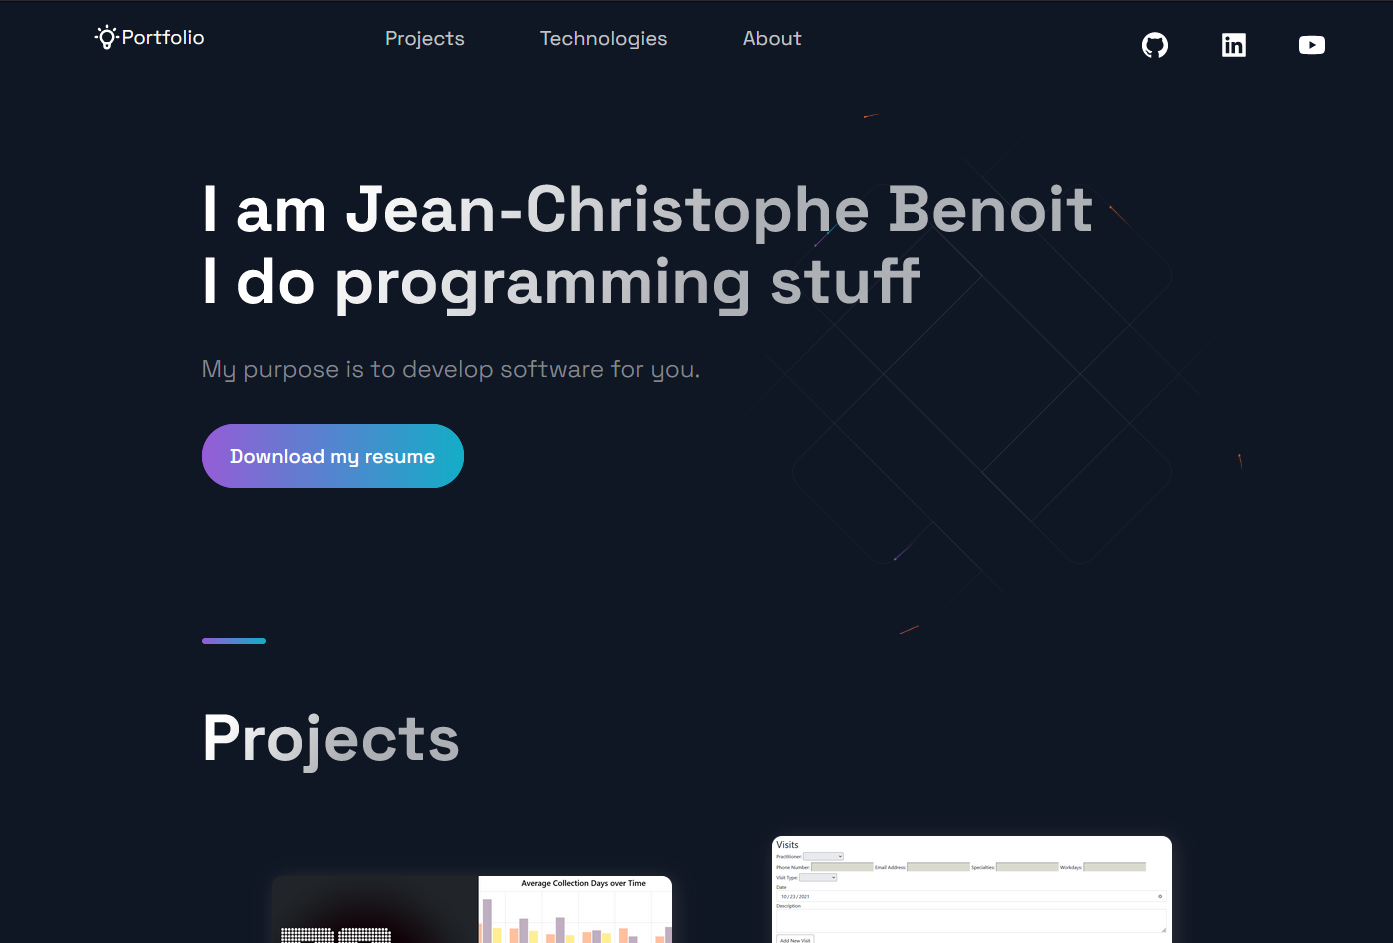 Portfolio
Projects
Technologies
About
I am Jean-Christophe Benoit
I do programming stuff
My purpose is to develop software for you.
Download my resume
Projects
Average Collection Days over Time
Visits
Practitioner:
Phone Number: Email Address: Specialties: Workdays:
Visit Type:
Date
10/23/2021
Description
Add New Visit